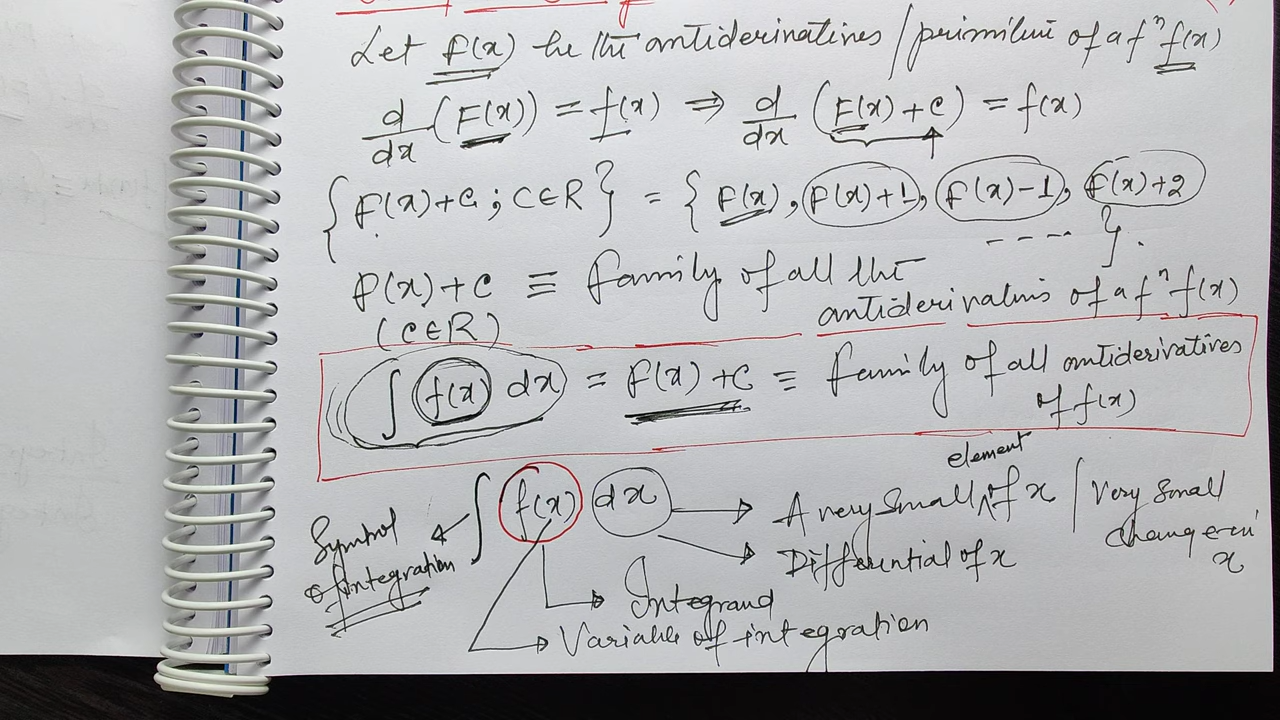 Let F(x) be the antiderivatives / primitive of a fⁿ f(x)
d/dx (F(x)) = f(x) ⇒ d/dx (F(x) + c) = f(x)
{ F(x) + C ; C ∈ R } = { F(x), F(x)+1, F(x)-1, F(x)+2
---- }.
F(x) + C ≡ family of all the
antiderivatives of a fⁿ f(x)
(C ∈ R)
∫ f(x) dx = F(x) + C ≡ family of all antiderivatives
of f(x)
∫ f(x) dx → A very small element of x / Very small
change in
x
Symbol
of integration
→ Differential of x
→ Integrand
→ Variable of integration